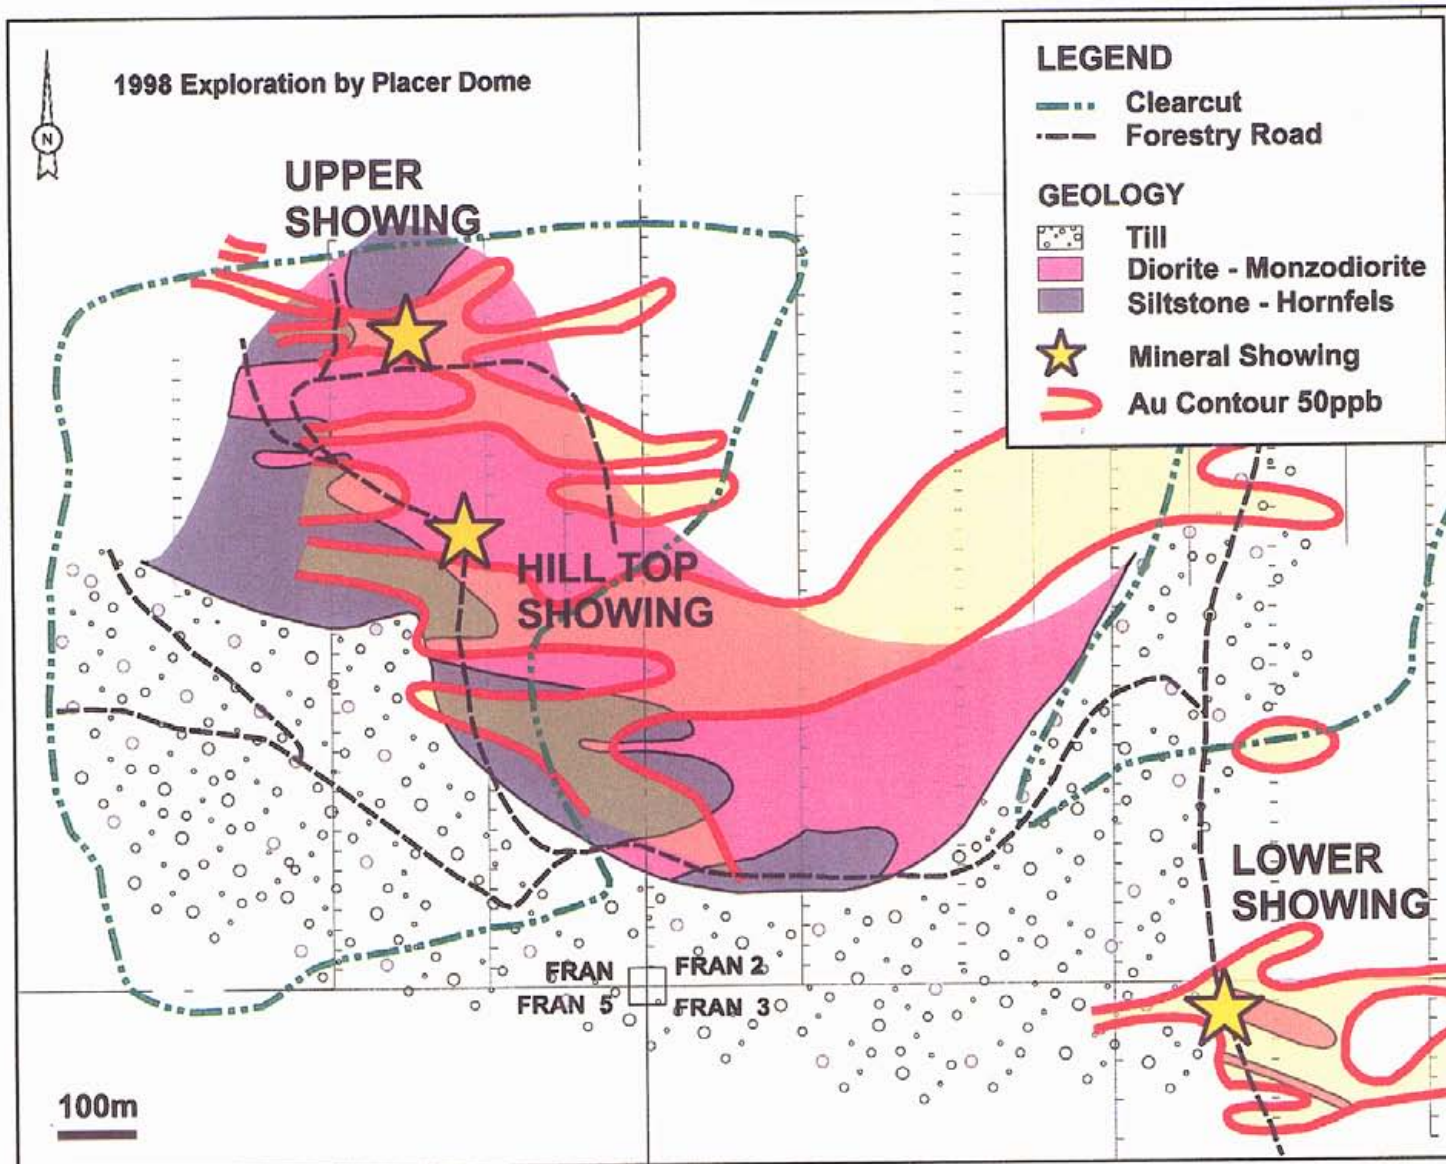 1998 Exploration by Placer Dome
N
UPPER
SHOWING
HILL TOP
SHOWING
LOWER
SHOWING
FRAN
FRAN 2
FRAN 5
FRAN 3
100m
LEGEND
Clearcut
Forestry Road
GEOLOGY
Till
Diorite - Monzodiorite
Siltstone - Hornfels
Mineral Showing
Au Contour 50ppb